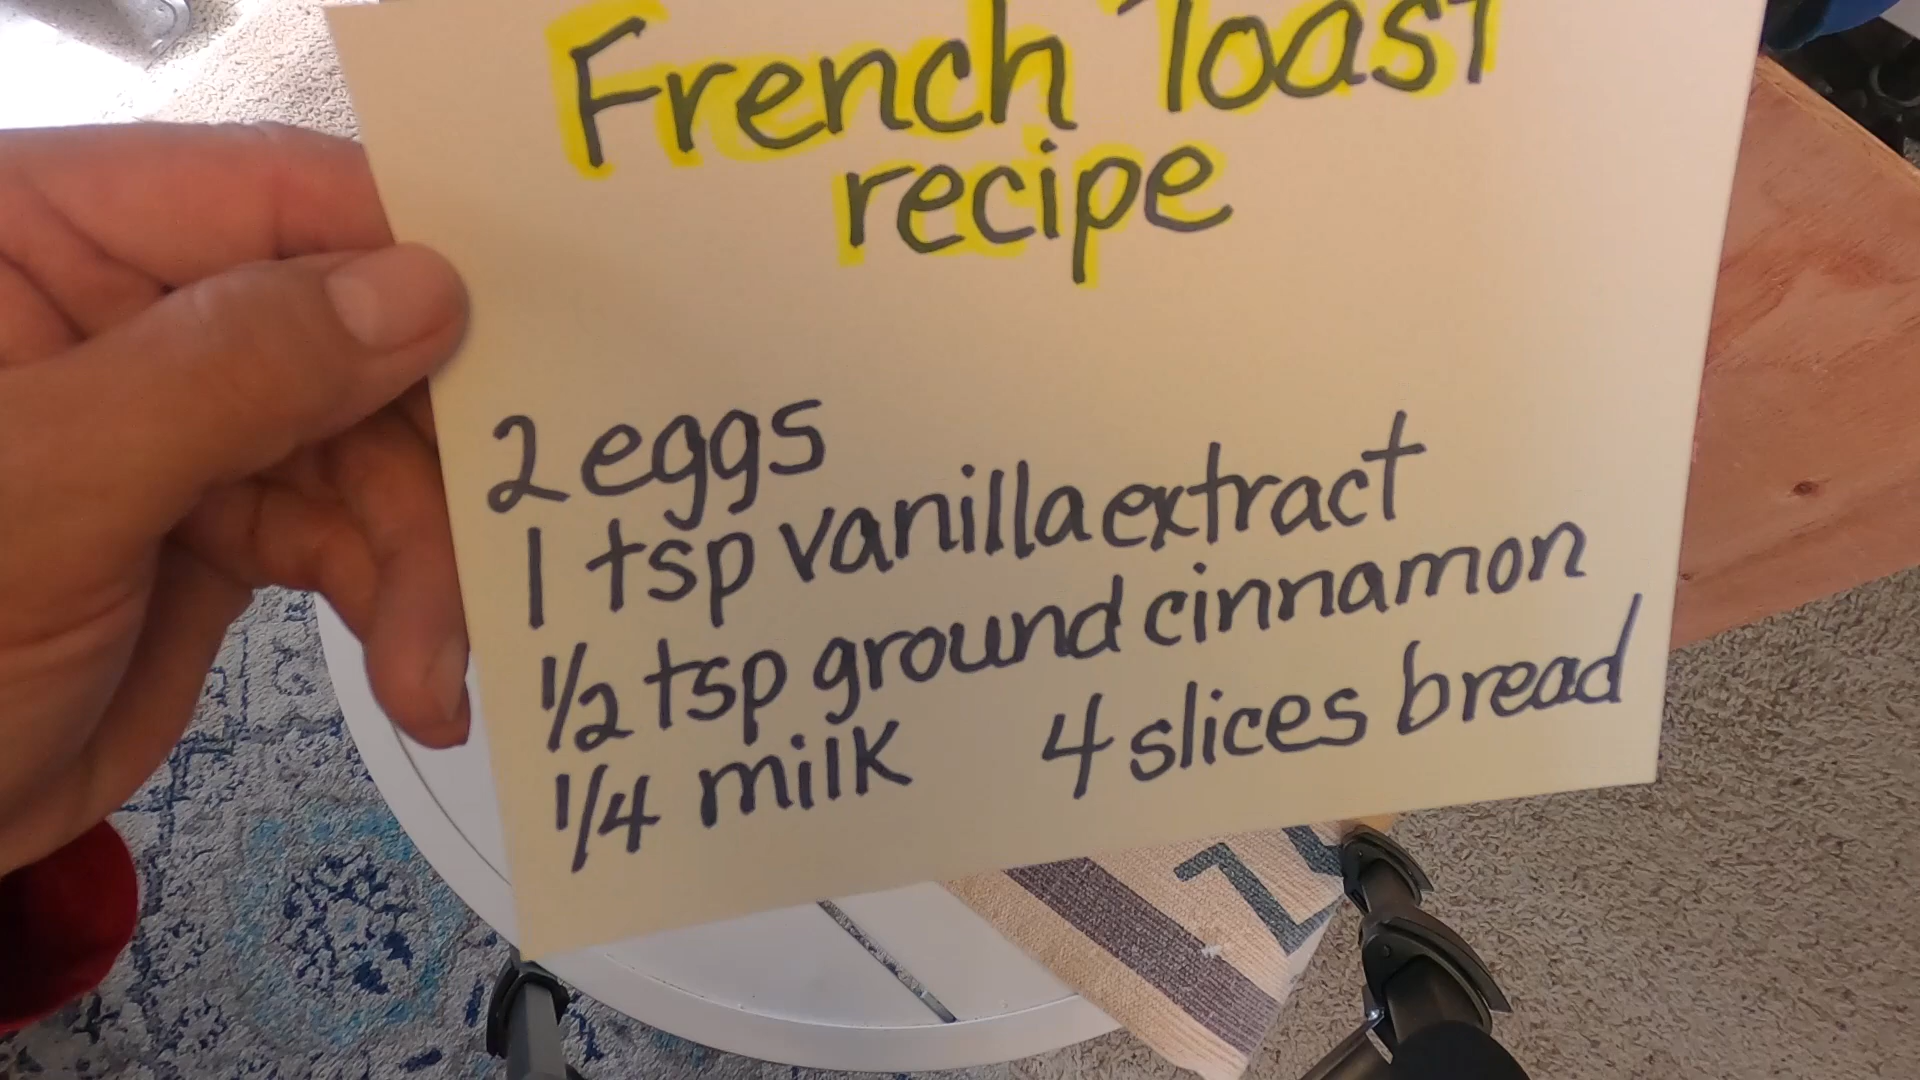 French Toast
recipe
2 eggs
1 tsp vanilla extract
1/2 tsp ground cinnamon
1/4 milk 4 slices bread